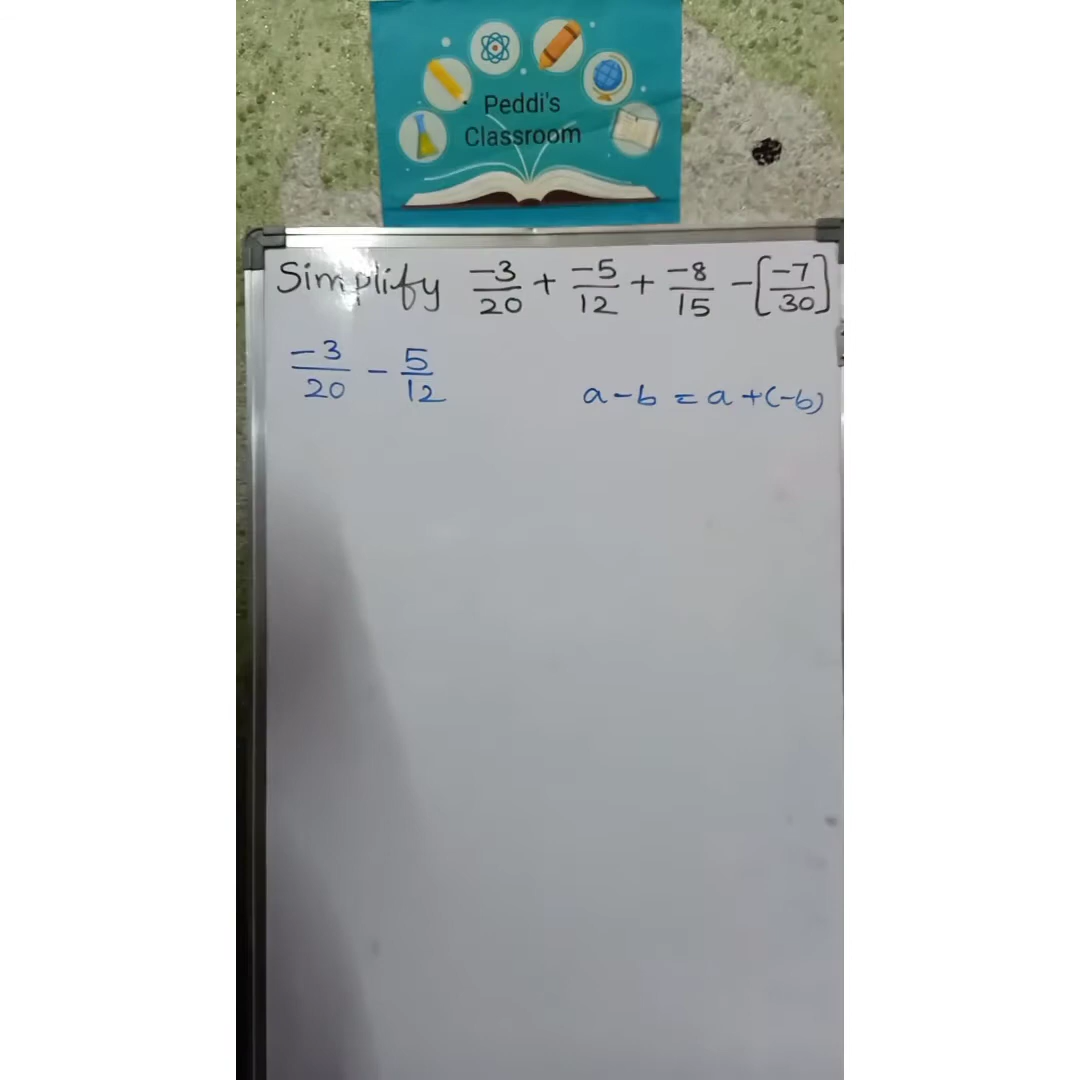 Peddi's
Classroom
Simplify -3/20 + -5/12 + -8/15 - [-7/30]
-3/20 - 5/12
a - b = a + (-b)